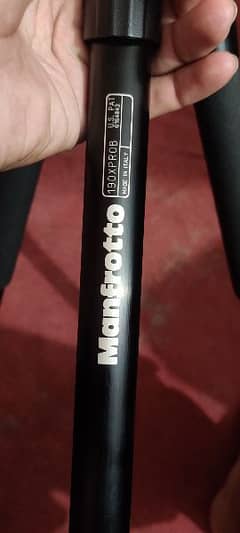 Manfrotto
190XPROB
U.S. PAT
MADE IN ITALY